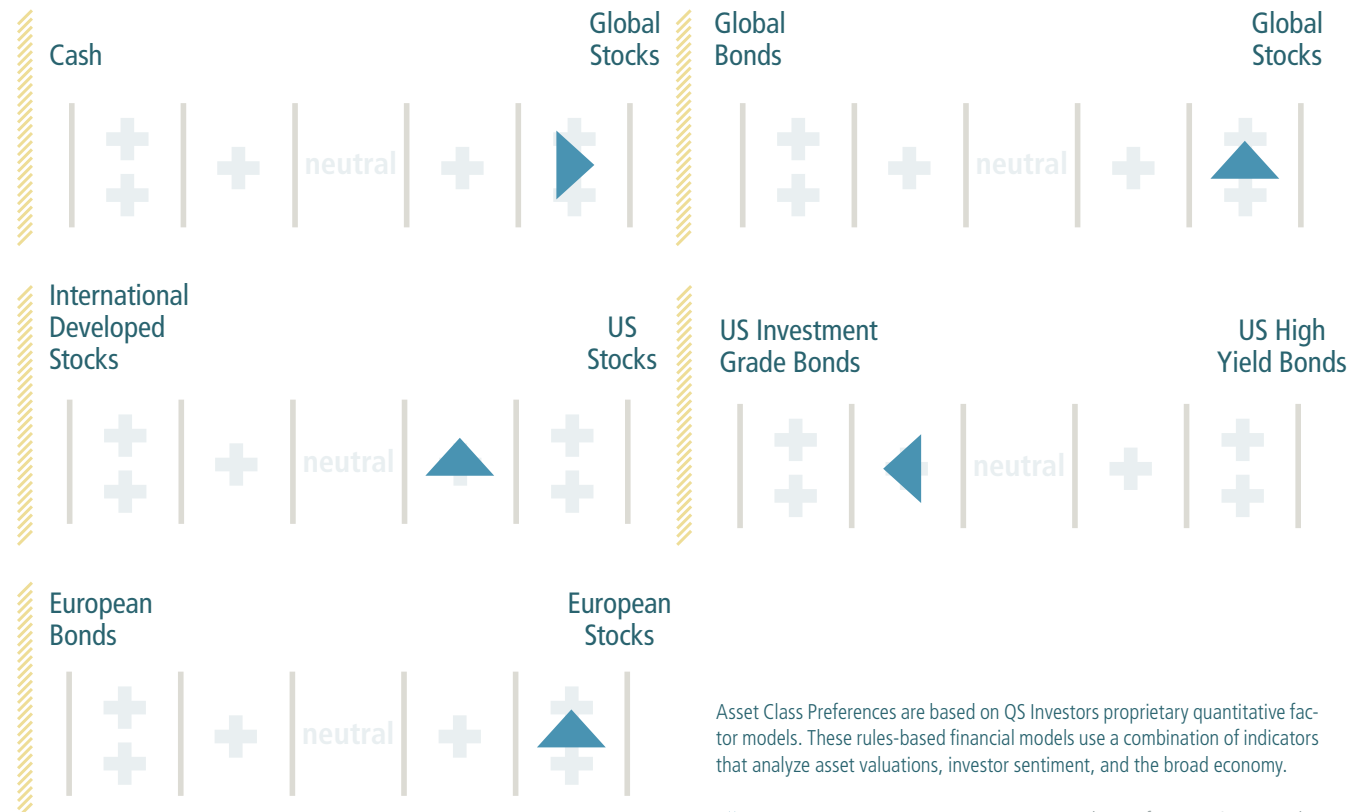 Cash
Global
Stocks
neutral
Global
Bonds
Global
Stocks
neutral
International
Developed
Stocks
US
Stocks
neutral
US Investment
Grade Bonds
US High
Yield Bonds
neutral
European
Bonds
European
Stocks
neutral
Asset Class Preferences are based on QS Investors proprietary quantitative fac-
tor models. These rules-based financial models use a combination of indicators
that analyze asset valuations, investor sentiment, and the broad economy.